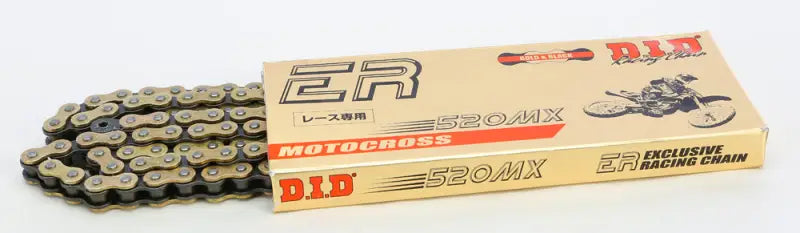 ER
GOLD & BLACK
D.I.D
Racing Chain
レース専用
520MX
MOTOCROSS
D.I.D
520MX
ER EXCLUSIVE
RACING CHAIN